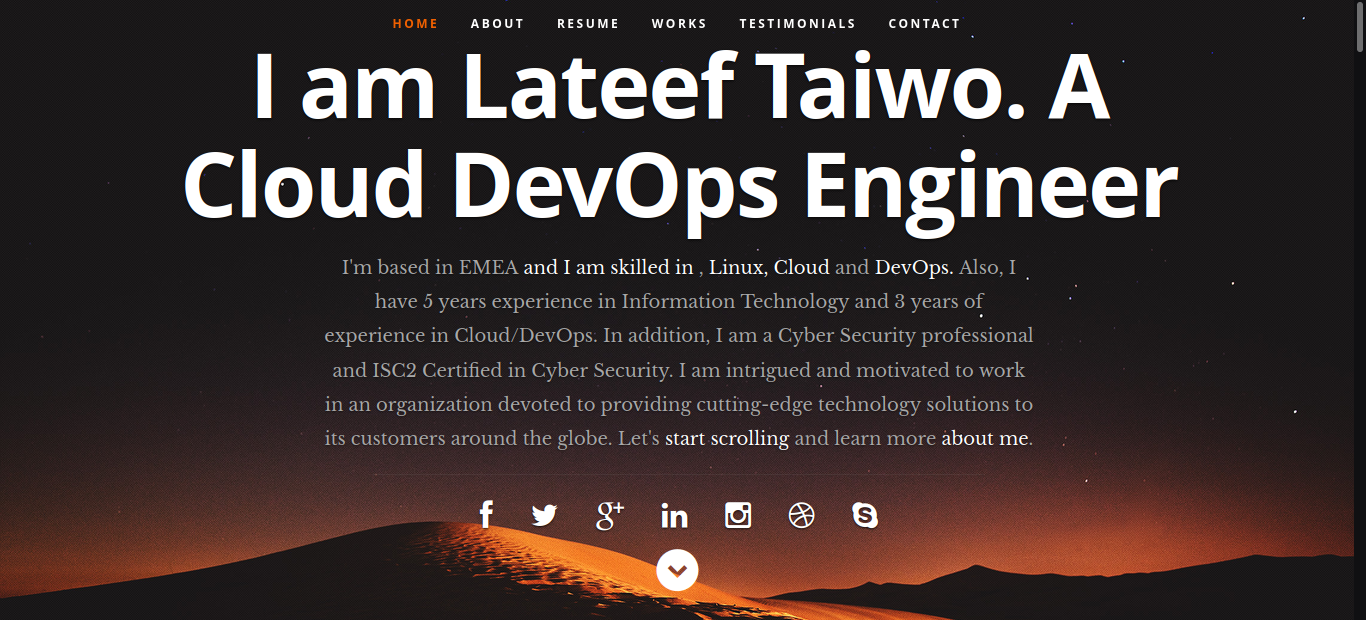 HOME ABOUT RESUME WORKS TESTIMONIALS CONTACT
I am Lateef Taiwo. A
Cloud DevOps Engineer
I'm based in EMEA and I am skilled in , Linux, Cloud and DevOps. Also, I
have 5 years experience in Information Technology and 3 years of
experience in Cloud/DevOps. In addition, I am a Cyber Security professional
and ISC2 Certified in Cyber Security. I am intrigued and motivated to work
in an organization devoted to providing cutting-edge technology solutions to
its customers around the globe. Let's start scrolling and learn more about me.